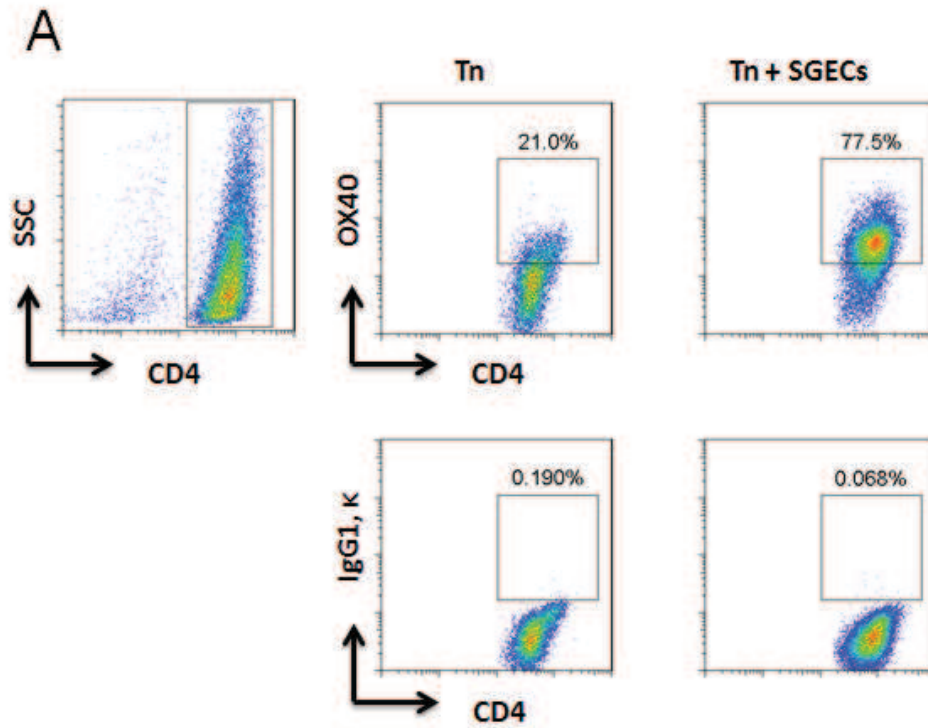 A
Tn
Tn + SGECs
SSC
CD4
OX40
21.0%
77.5%
CD4
IgG1, κ
0.190%
0.068%
CD4